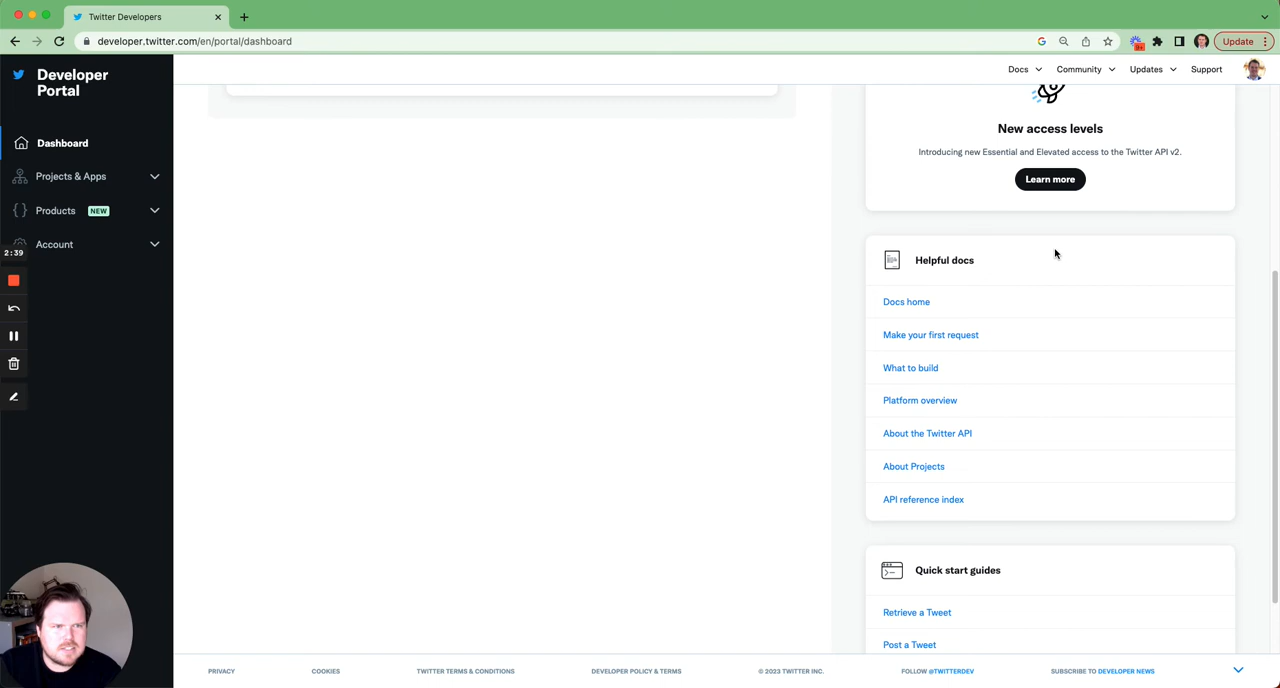 Twitter Developers
developer.twitter.com/en/portal/dashboard
9+
Update
Developer
Portal
Docs
Community
Updates
Support
Dashboard
Projects & Apps
Products NEW
Account
2:39
New access levels
Introducing new Essential and Elevated access to the Twitter API v2.
Learn more
Helpful docs
Docs home
Make your first request
What to build
Platform overview
About the Twitter API
About Projects
API reference index
Quick start guides
Retrieve a Tweet
Post a Tweet
PRIVACY
COOKIES
TWITTER TERMS & CONDITIONS
DEVELOPER POLICY & TERMS
© 2023 TWITTER INC.
FOLLOW @TWITTERDEV
SUBSCRIBE TO DEVELOPER NEWS